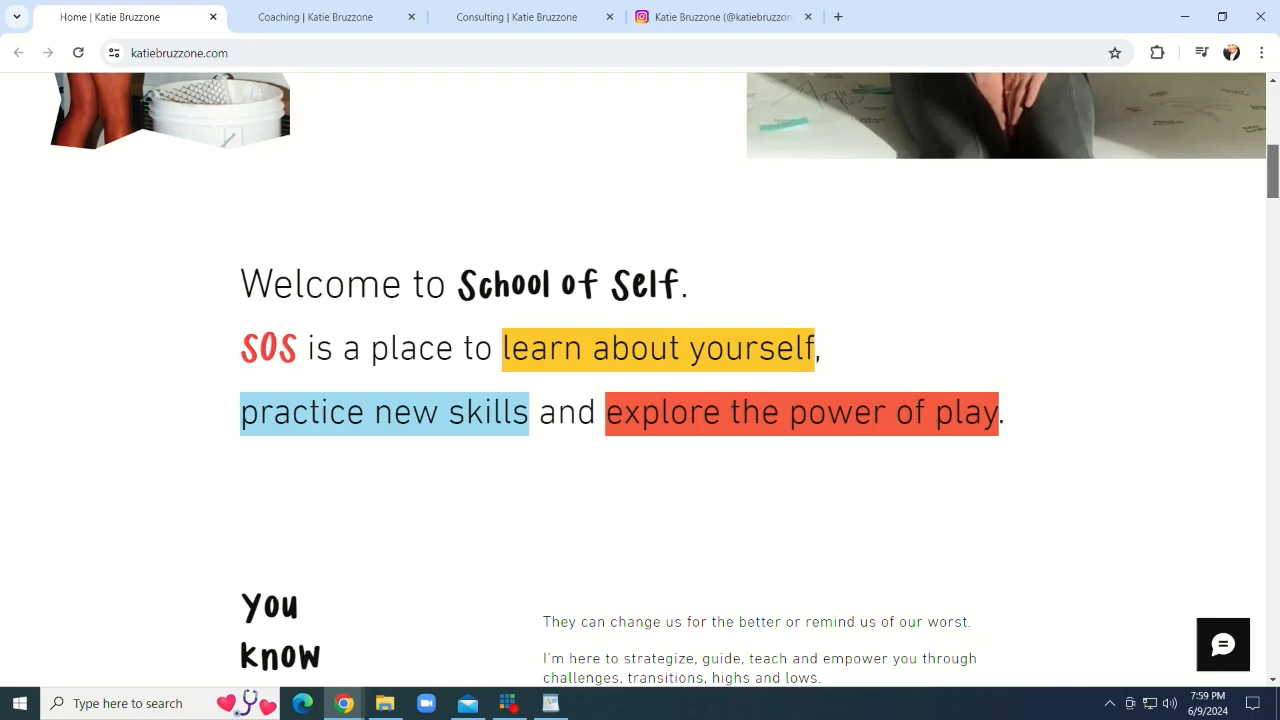 Home | Katie Bruzzone
Coaching | Katie Bruzzone
Consulting | Katie Bruzzone
Katie Bruzzone (@katiebruzzon
katiebruzzone.com
Welcome to School of Self.
SOS is a place to learn about yourself,
practice new skills and explore the power of play.
You
know
They can change us for the better or remind us of our worst.
I'm here to strategize, guide, teach and empower you through
challenges, transitions, highs and lows.
Type here to search
7:59 PM
6/9/2024